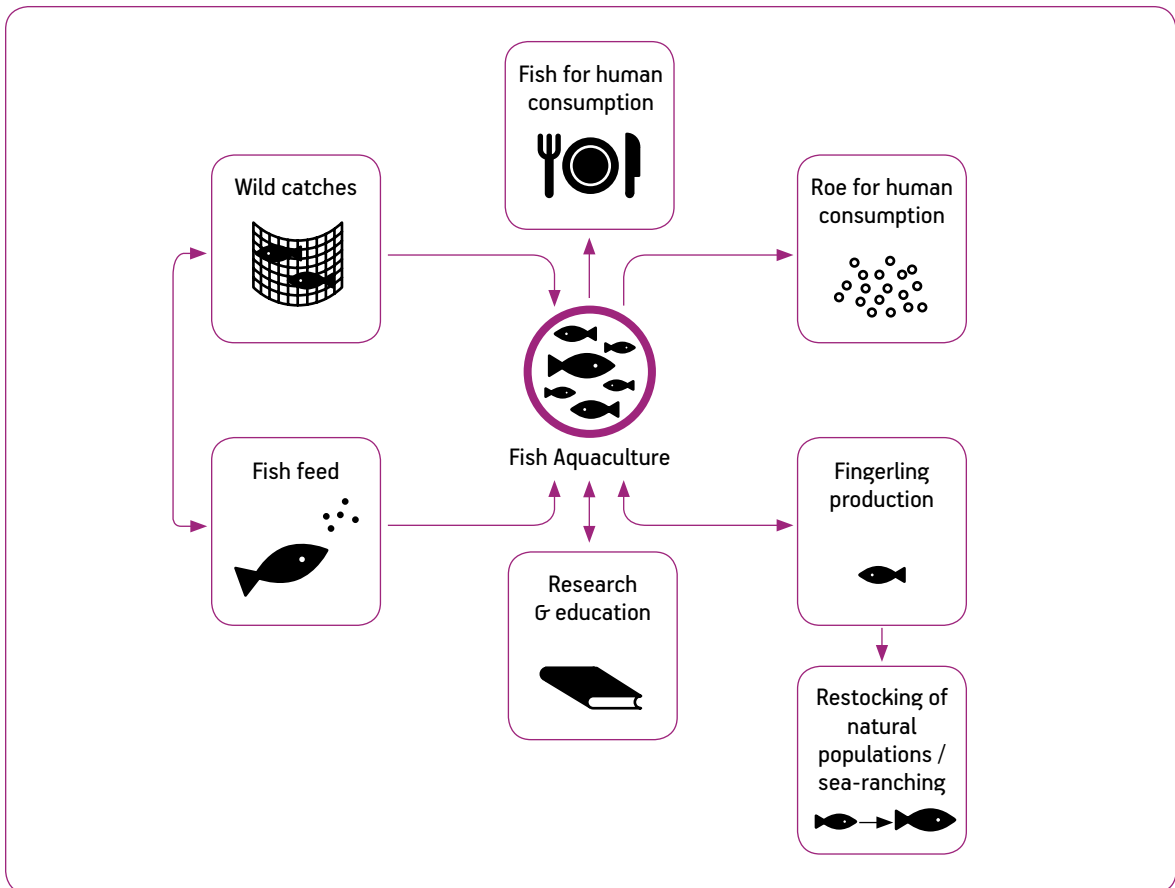 Fish for human
consumption
Wild catches
Roe for human
consumption
Fish Aquaculture
Fish feed
Fingerling
production
Research
& education
Restocking of
natural
populations /
sea-ranching